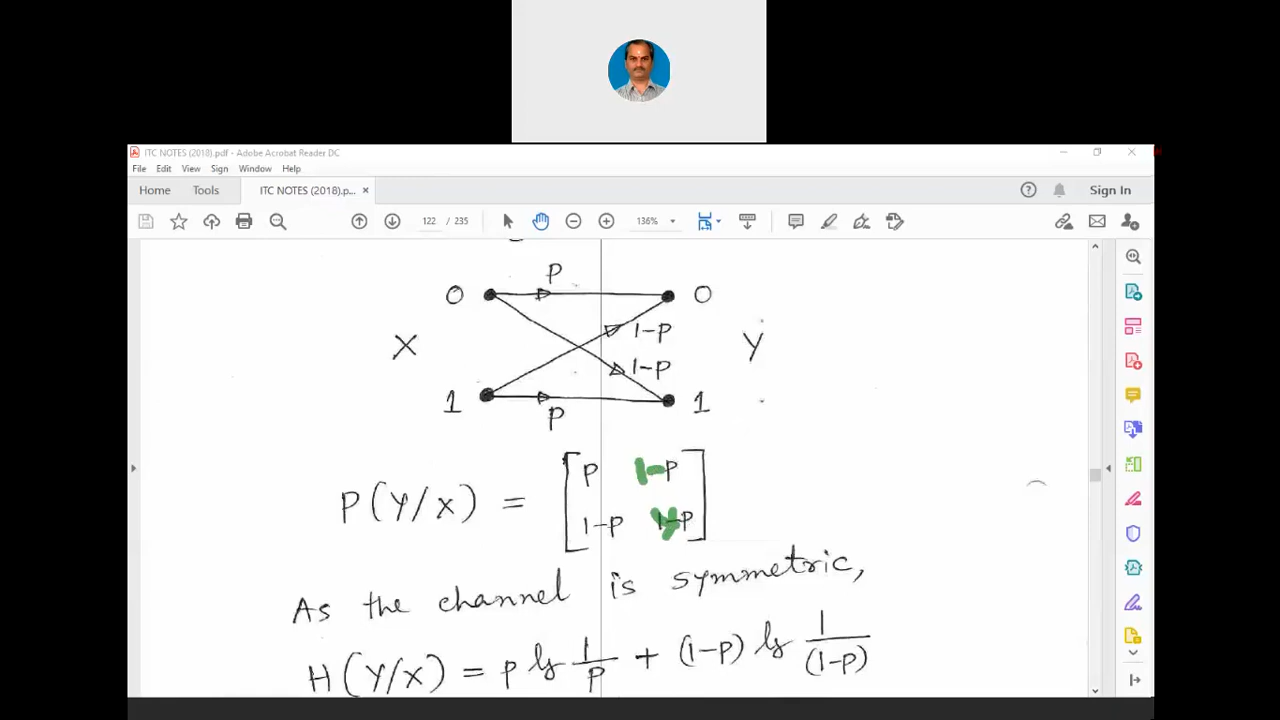 ITC NOTES (2018).pdf - Adobe Acrobat Reader DC
File Edit View Sign Window Help
Home Tools ITC NOTES (2018).p... × Sign In
122 / 235 136%
p
0 0
1-p
X Y
1-p
1 1
p
P(Y/X) = [ p 1-p
1-p 1-p ]
As the channel is symmetric,
H(Y/X) = p lg 1/p + (1-p) lg 1/(1-p)